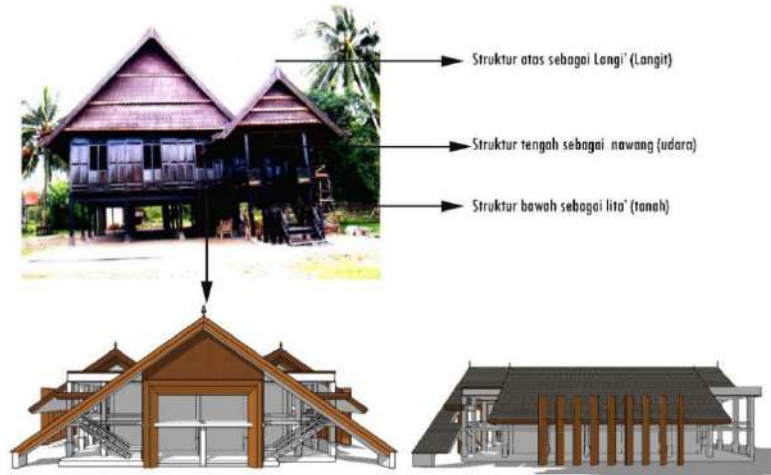 Struktur atas sebagai Langi' (Langit)
Struktur tengah sebagai nawang (udara)
Struktur bawah sebagai lita' (tanah)